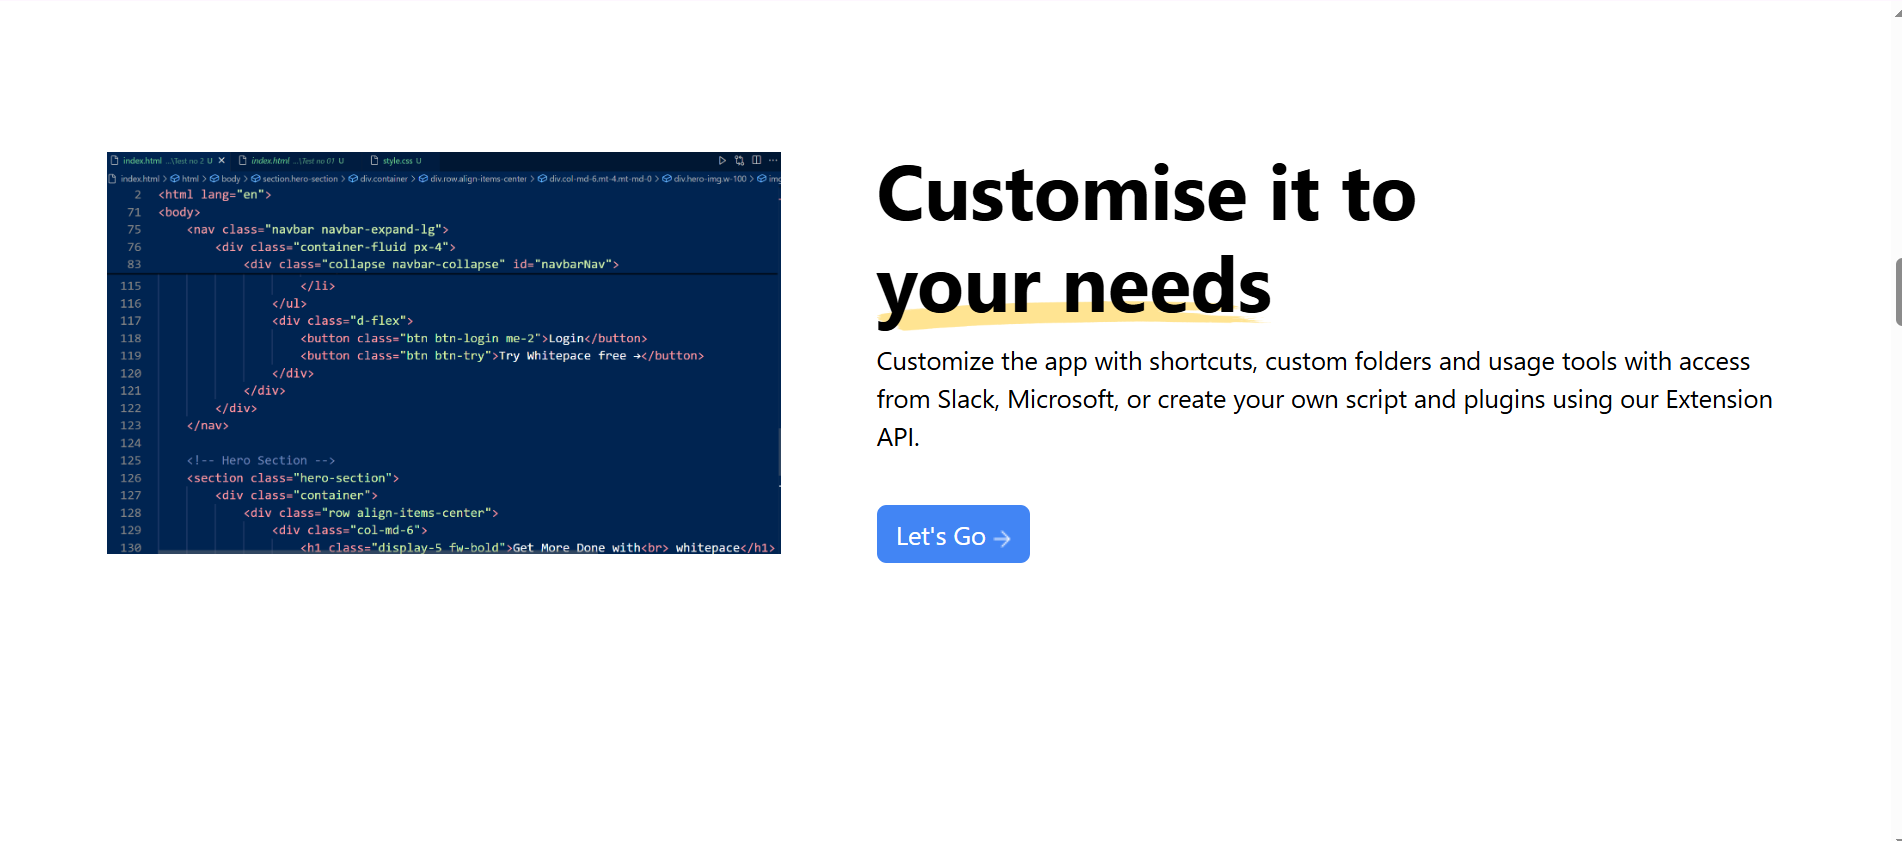 index.html ...\Test no 2 U × index.html ...\Test no 01 U style.css U
index.html > html > body > section.hero-section > div.container > div.row.align-items-center > div.col-md-6.mt-4.mt-md-0 > div.hero-img.w-100 > img
2 <html lang="en">
71 <body>
75 <nav class="navbar navbar-expand-lg">
76 <div class="container-fluid px-4">
83 <div class="collapse navbar-collapse" id="navbarNav">
115 </li>
116 </ul>
117 <div class="d-flex">
118 <button class="btn btn-login me-2">Login</button>
119 <button class="btn btn-try">Try Whitepace free →</button>
120 </div>
121 </div>
122 </div>
123 </nav>
124
125 <!-- Hero Section -->
126 <section class="hero-section">
127 <div class="container">
128 <div class="row align-items-center">
129 <div class="col-md-6">
130 <h1 class="display-5 fw-bold">Get More Done with<br> whitepace</h1>
Customise it to
your needs
Customize the app with shortcuts, custom folders and usage tools with access
from Slack, Microsoft, or create your own script and plugins using our Extension
API.
Let's Go →